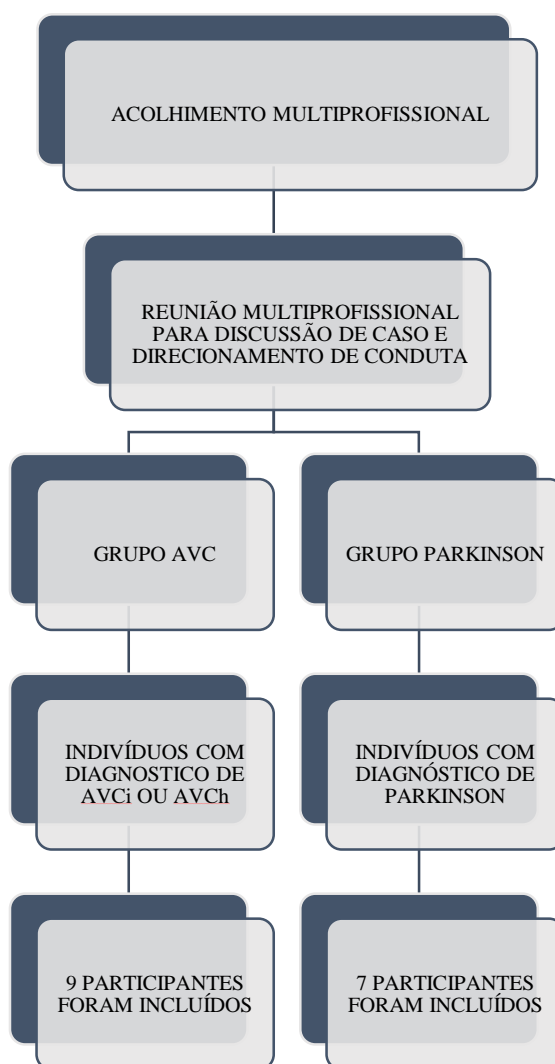 ACOLHIMENTO MULTIPROFISSIONAL
REUNIÃO MULTIPROFISSIONAL
PARA DISCUSSÃO DE CASO E
DIRECIONAMENTO DE CONDUTA
GRUPO AVC
GRUPO PARKINSON
INDIVÍDUOS COM
DIAGNOSTICO DE
AVCi OU AVCh
INDIVÍDUOS COM
DIAGNÓSTICO DE
PARKINSON
9 PARTICIPANTES
FORAM INCLUÍDOS
7 PARTICIPANTES
FORAM INCLUÍDOS